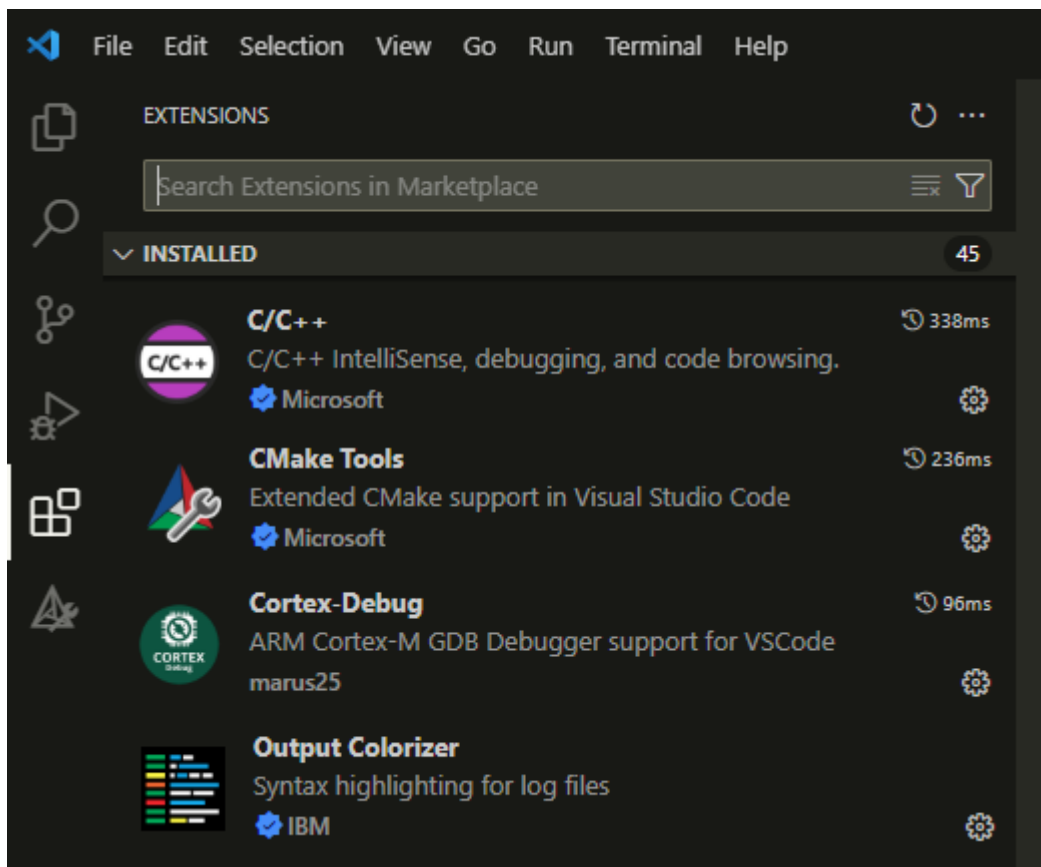 File Edit Selection View Go Run Terminal Help
EXTENSIONS
Search Extensions in Marketplace
INSTALLED 45
C/C++ 338ms
C/C++ C/C++ IntelliSense, debugging, and code browsing.
Microsoft
CMake Tools 236ms
Extended CMake support in Visual Studio Code
Microsoft
Cortex-Debug 96ms
ARM Cortex-M GDB Debugger support for VSCode
CORTEX
Debug
marus25
Output Colorizer
Syntax highlighting for log files
IBM